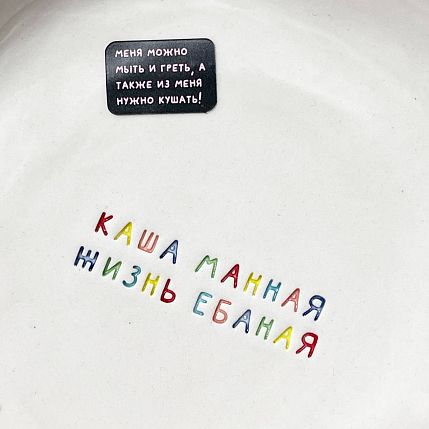 МЕНЯ МОЖНО
МЫТЬ И ГРЕТЬ, А
ТАКЖЕ ИЗ МЕНЯ
НУЖНО КУШАТЬ!
КАША МАННАЯ
ЖИЗНЬ ЕБАНАЯ